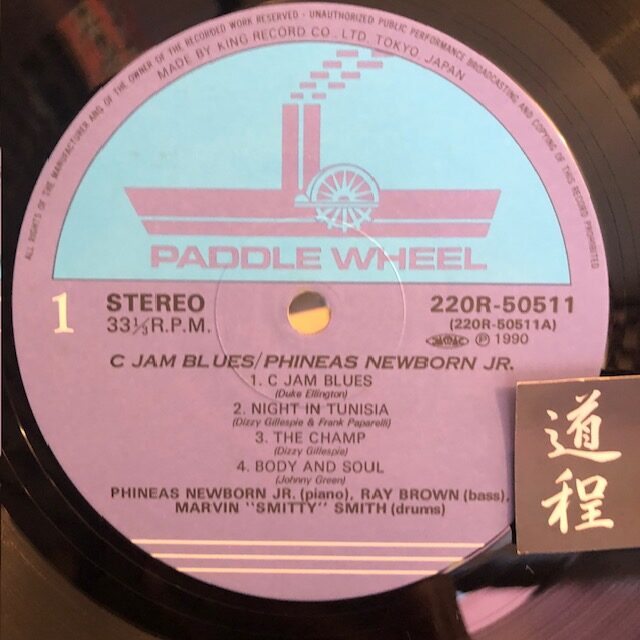 ALL RIGHTS OF THE MANUFACTURER AND OF THE OWNER OF THE RECORDED WORK RESERVED · UNAUTHORIZED PUBLIC PERFORMANCE BROADCASTING AND COPYING OF THIS RECORD PROHIBITED
MADE BY KING RECORD CO., LTD. TOKYO JAPAN
PADDLE WHEEL
1 STEREO 220R-50511
33⅓R.P.M. (220R-50511A)
Ⓟ 1990
C JAM BLUES/PHINEAS NEWBORN JR.
1. C JAM BLUES
(Duke Ellington)
2. NIGHT IN TUNISIA
(Dizzy Gillespie & Frank Paparelli)
3. THE CHAMP
(Dizzy Gillespie)
4. BODY AND SOUL
(Johnny Green)
PHINEAS NEWBORN JR. (piano), RAY BROWN (bass),
MARVIN "SMITTY" SMITH (drums)
道程